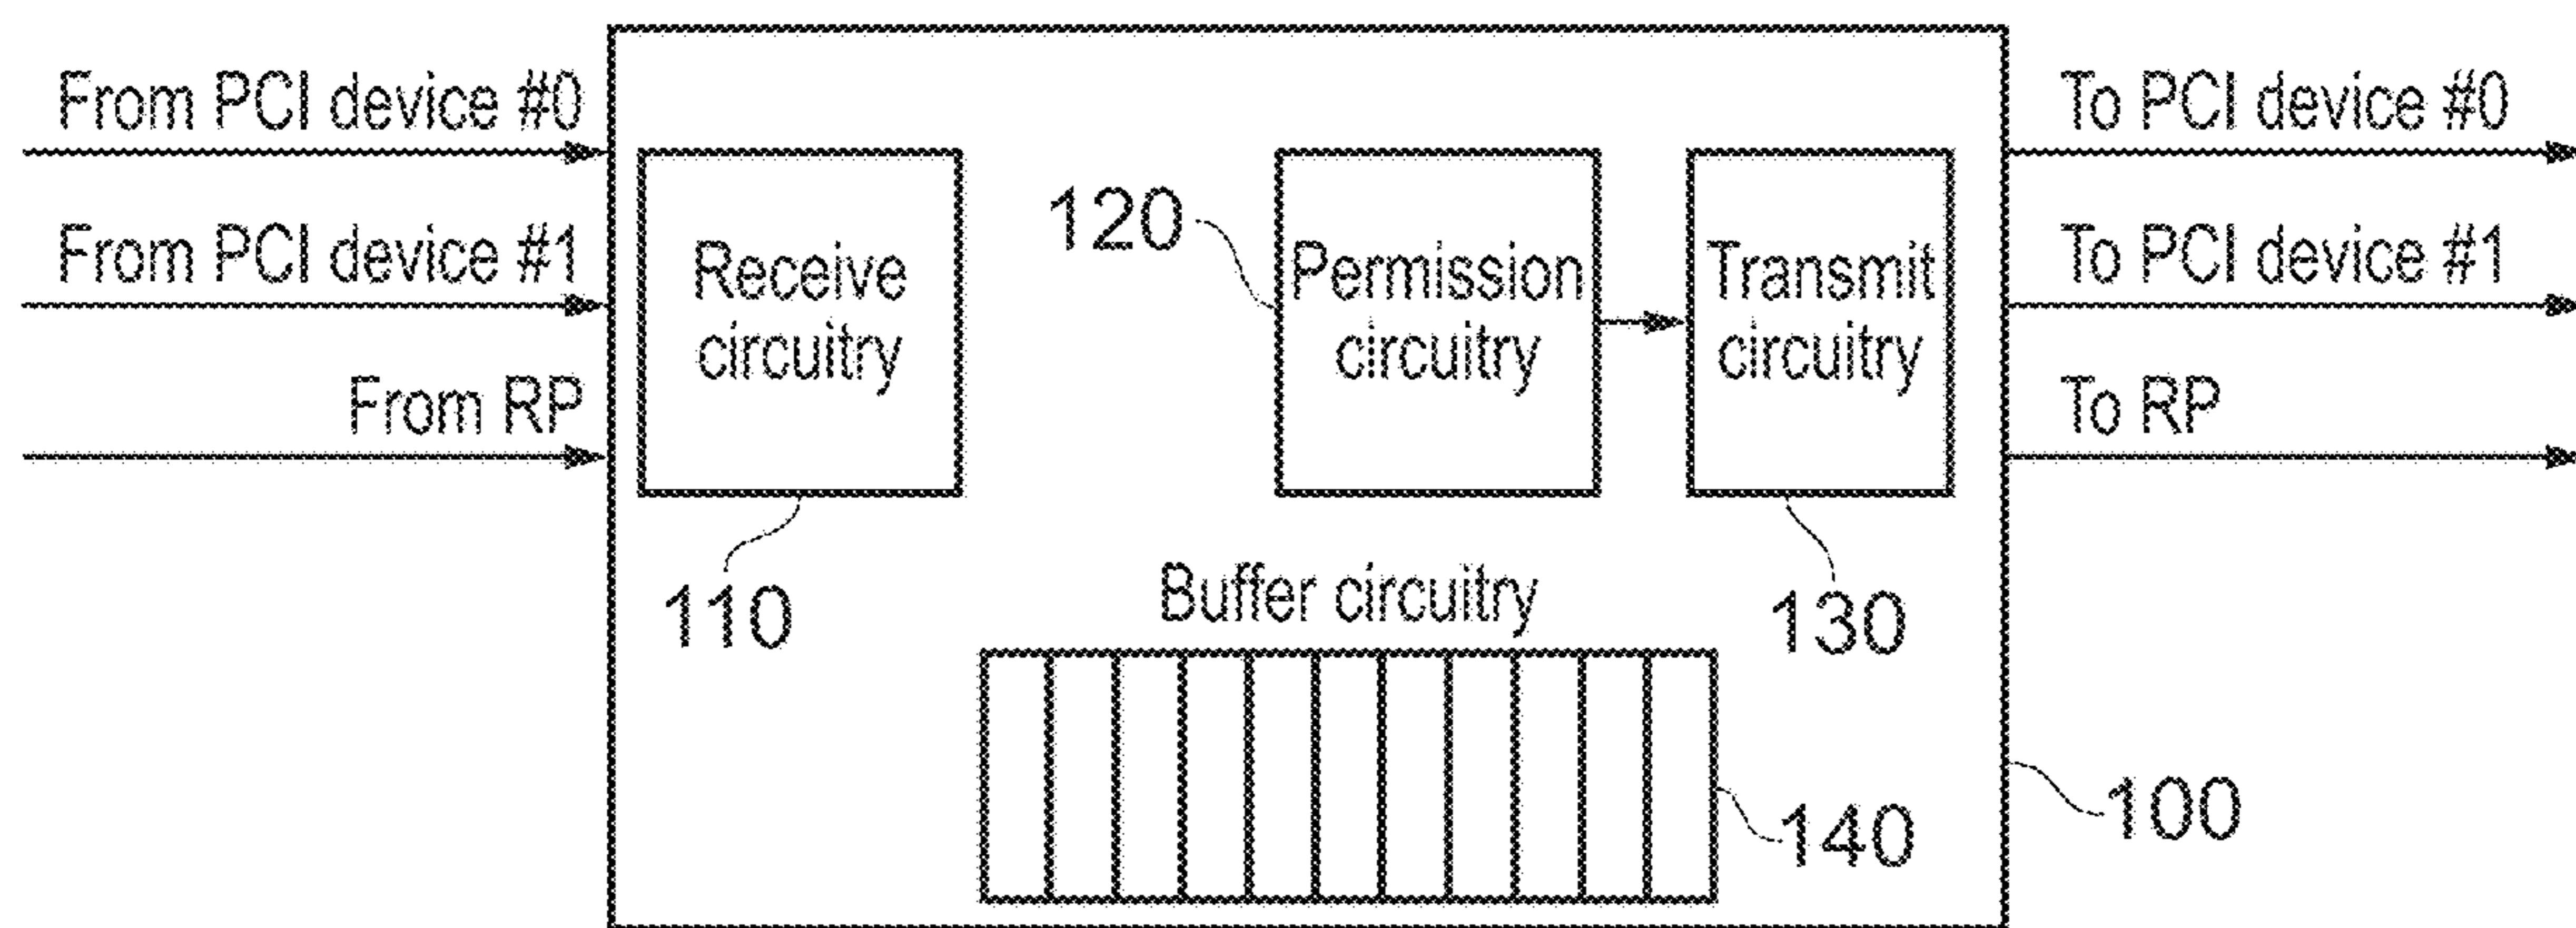 From PCI device #0
From PCI device #1
From RP
Receive
circuitry
110
120
Permission
circuitry
Transmit
circuitry
130
Buffer circuitry
140
100
To PCI device #0
To PCI device #1
To RP